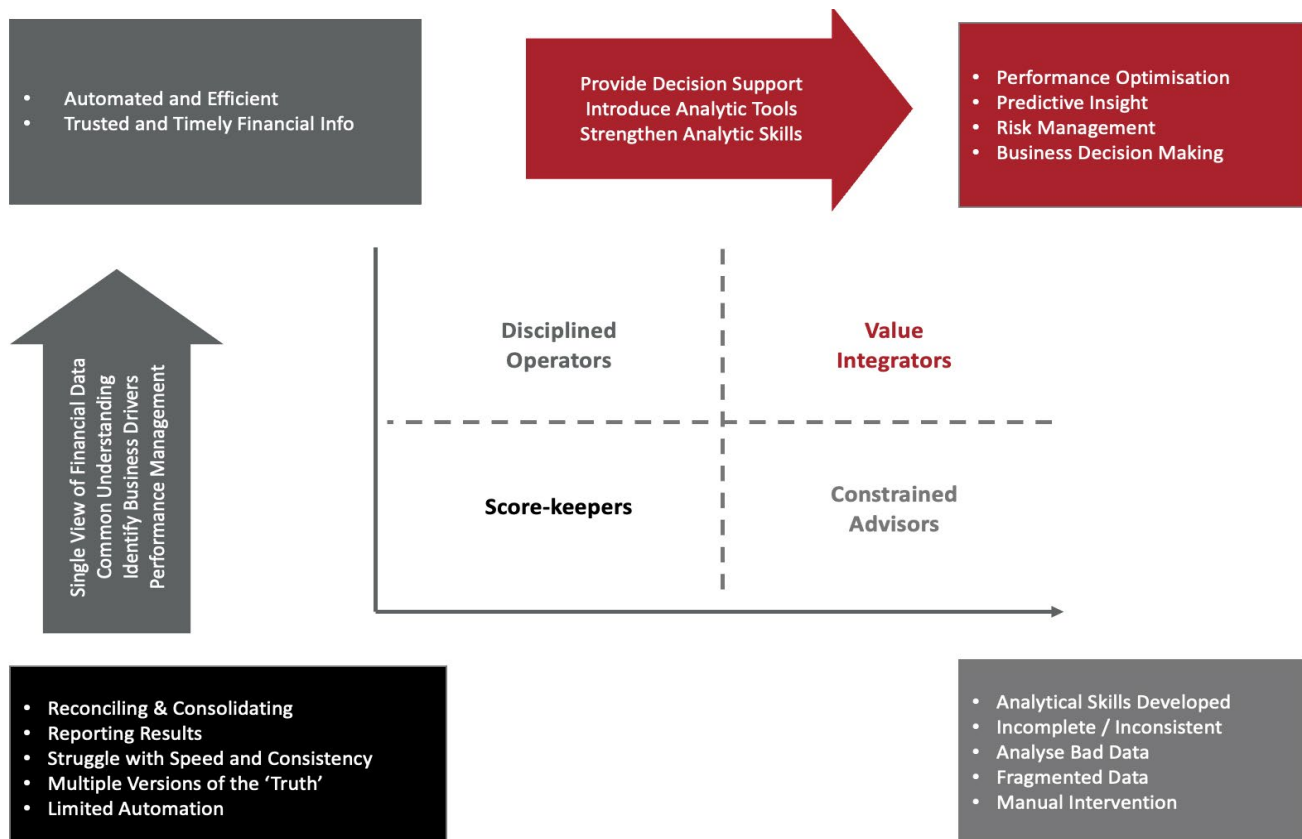 • Automated and Efficient
• Trusted and Timely Financial Info
Provide Decision Support
Introduce Analytic Tools
Strengthen Analytic Skills
• Performance Optimisation
• Predictive Insight
• Risk Management
• Business Decision Making
Single View of Financial Data
Common Understanding
Identify Business Drivers
Performance Management
Disciplined
Operators
Value
Integrators
Score-keepers
Constrained
Advisors
• Reconciling & Consolidating
• Reporting Results
• Struggle with Speed and Consistency
• Multiple Versions of the ‘Truth’
• Limited Automation
• Analytical Skills Developed
• Incomplete / Inconsistent
• Analyse Bad Data
• Fragmented Data
• Manual Intervention